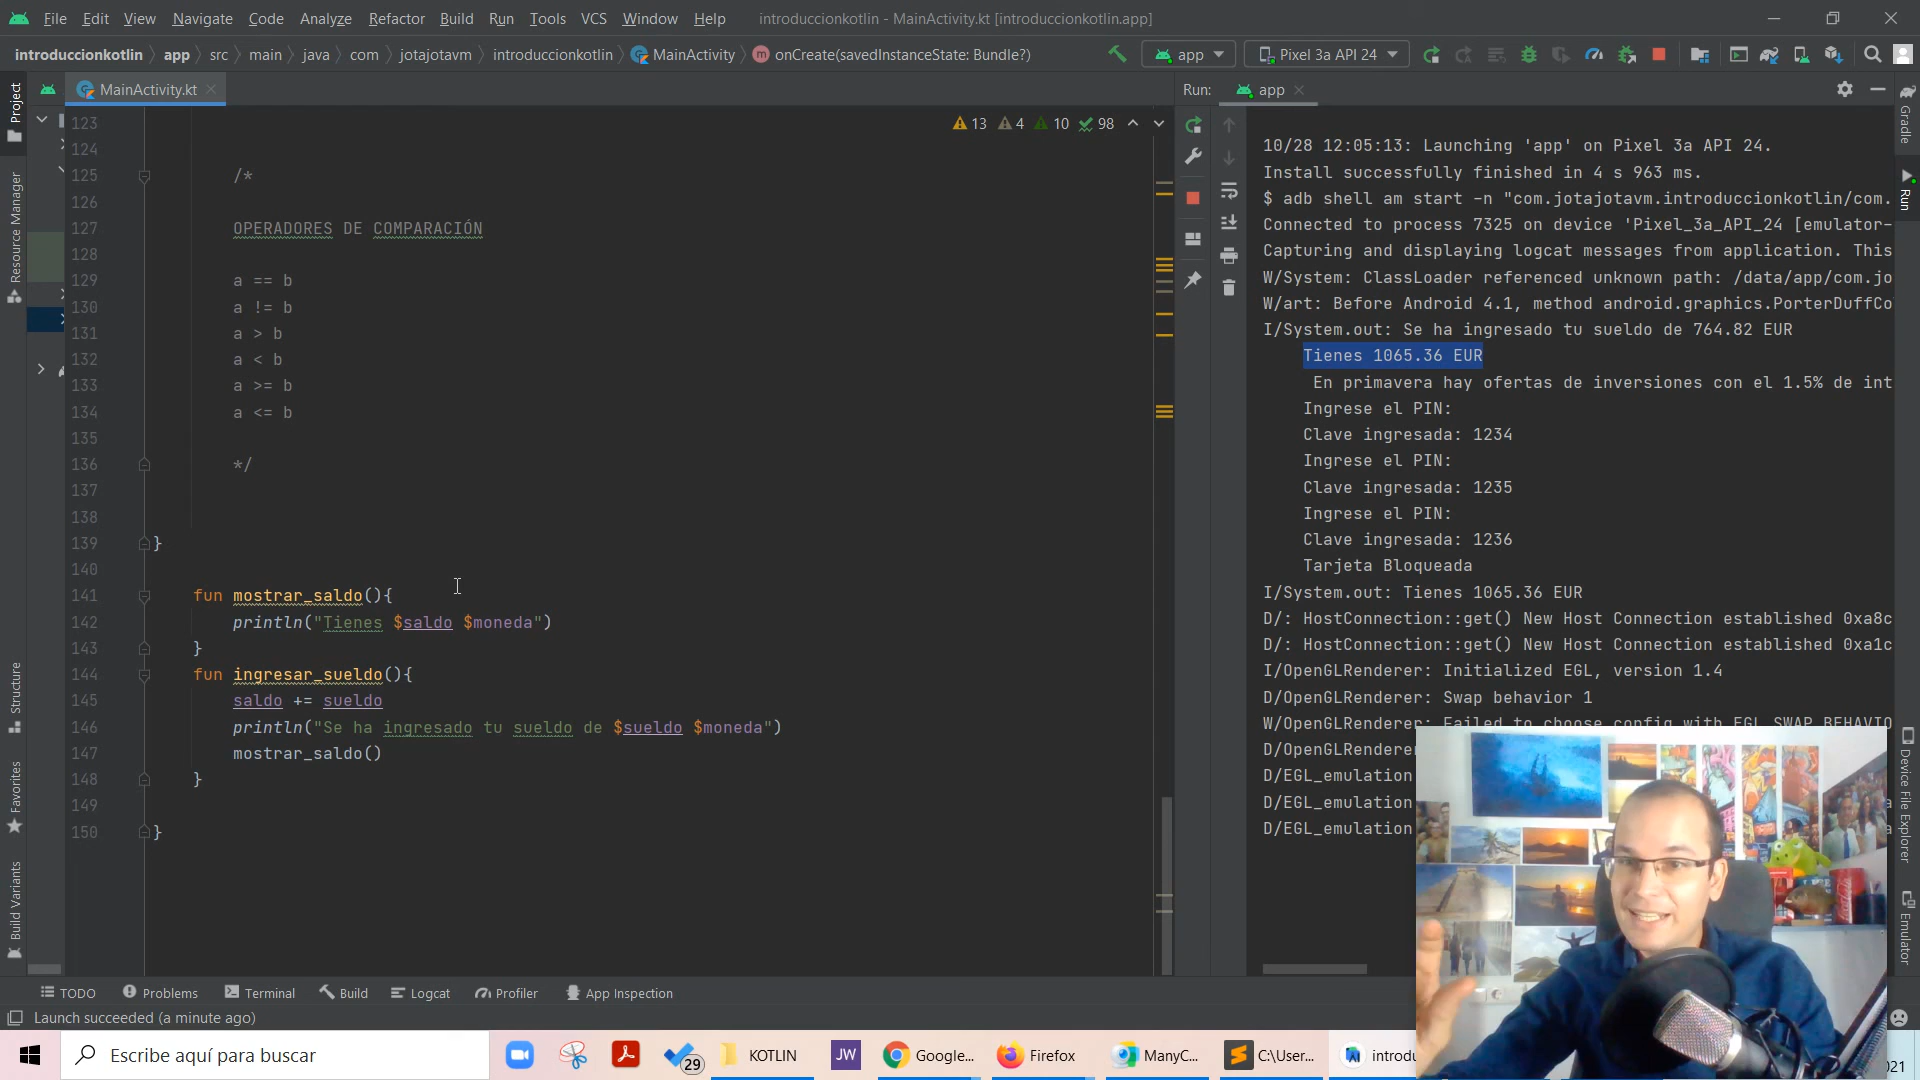 File Edit View Navigate Code Analyze Refactor Build Run Tools VCS Window Help introduccionkotlin - MainActivity.kt [introduccionkotlin.app]
introduccionkotlin app src main java com jotajotavm introduccionkotlin MainActivity onCreate(savedInstanceState: Bundle?) app Pixel 3a API 24
MainActivity.kt
Run: app
13 4 10 98
123
124
125 /*
126
127 OPERADORES DE COMPARACIÓN
128
129 a == b
130 a != b
131 a > b
132 a < b
133 a >= b
134 a <= b
135
136 */
137
138
139 }
140
141 fun mostrar_saldo(){
142 println("Tienes $saldo $moneda")
143 }
144 fun ingresar_sueldo(){
145 saldo += sueldo
146 println("Se ha ingresado tu sueldo de $sueldo $moneda")
147 mostrar_saldo()
148 }
149
150 }
10/28 12:05:13: Launching 'app' on Pixel 3a API 24.
Install successfully finished in 4 s 963 ms.
$ adb shell am start -n "com.jotajotavm.introduccionkotlin/com.
Connected to process 7325 on device 'Pixel_3a_API_24 [emulator-
Capturing and displaying logcat messages from application. This
W/System: ClassLoader referenced unknown path: /data/app/com.jo
W/art: Before Android 4.1, method android.graphics.PorterDuffCo
I/System.out: Se ha ingresado tu sueldo de 764.82 EUR
Tienes 1065.36 EUR
En primavera hay ofertas de inversiones con el 1.5% de int
Ingrese el PIN:
Clave ingresada: 1234
Ingrese el PIN:
Clave ingresada: 1235
Ingrese el PIN:
Clave ingresada: 1236
Tarjeta Bloqueada
I/System.out: Tienes 1065.36 EUR
D/: HostConnection::get() New Host Connection established 0xa8c
D/: HostConnection::get() New Host Connection established 0xa1c
I/OpenGLRenderer: Initialized EGL, version 1.4
D/OpenGLRenderer: Swap behavior 1
W/OpenGLRenderer: Failed to choose config with EGL_SWAP_BEHAVIO
D/OpenGLRenderer
D/EGL_emulation
D/EGL_emulation
D/EGL_emulation
Project
Resource Manager
Structure
Favorites
Build Variants
Gradle
Run
Device File Explorer
Emulator
TODO Problems Terminal Build Logcat Profiler App Inspection
Launch succeeded (a minute ago)
Escribe aquí para buscar 29 KOTLIN JW Google... Firefox ManyC... C:\User... introdu